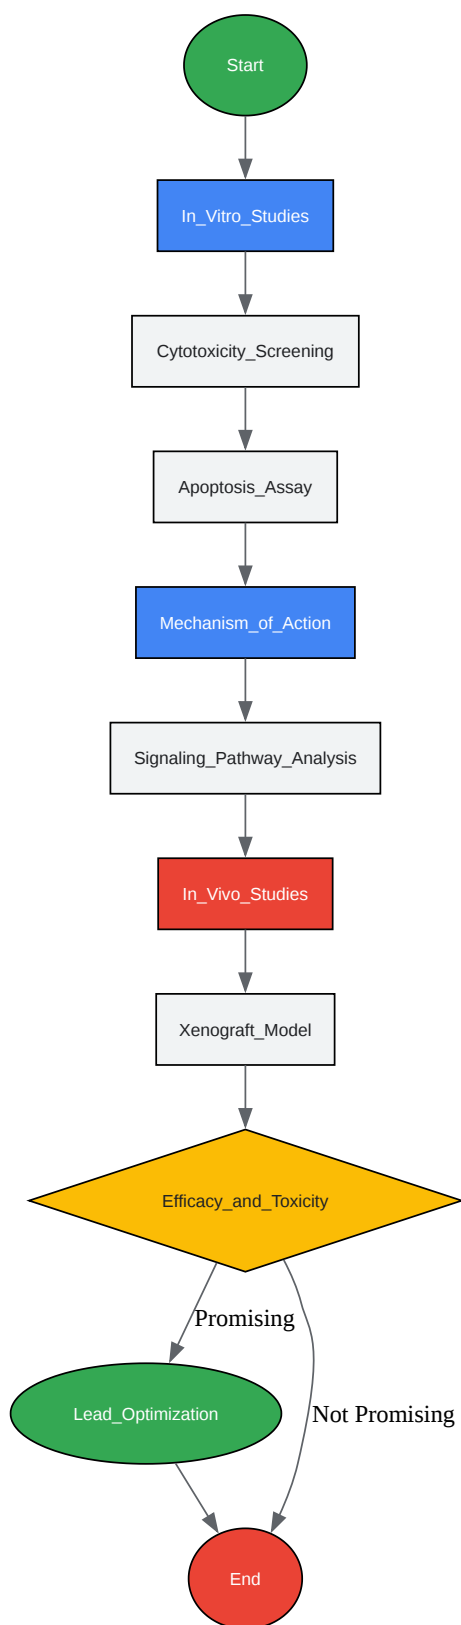 Start
In_Vitro_Studies
Cytotoxicity_Screening
Apoptosis_Assay
Mechanism_of_Action
Signaling_Pathway_Analysis
In_Vivo_Studies
Xenograft_Model
Efficacy_and_Toxicity
Promising
Lead_Optimization
Not Promising
End